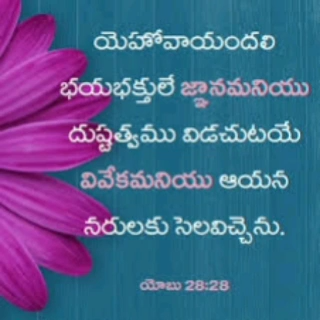 యెహోవాయందలి
భయభక్తులే జ్ఞానమనియు
దుష్టత్వము విడచుటయే
వివేకమనియు ఆయన
నరులకు సెలవిచ్చెను.
యోబు 28:28